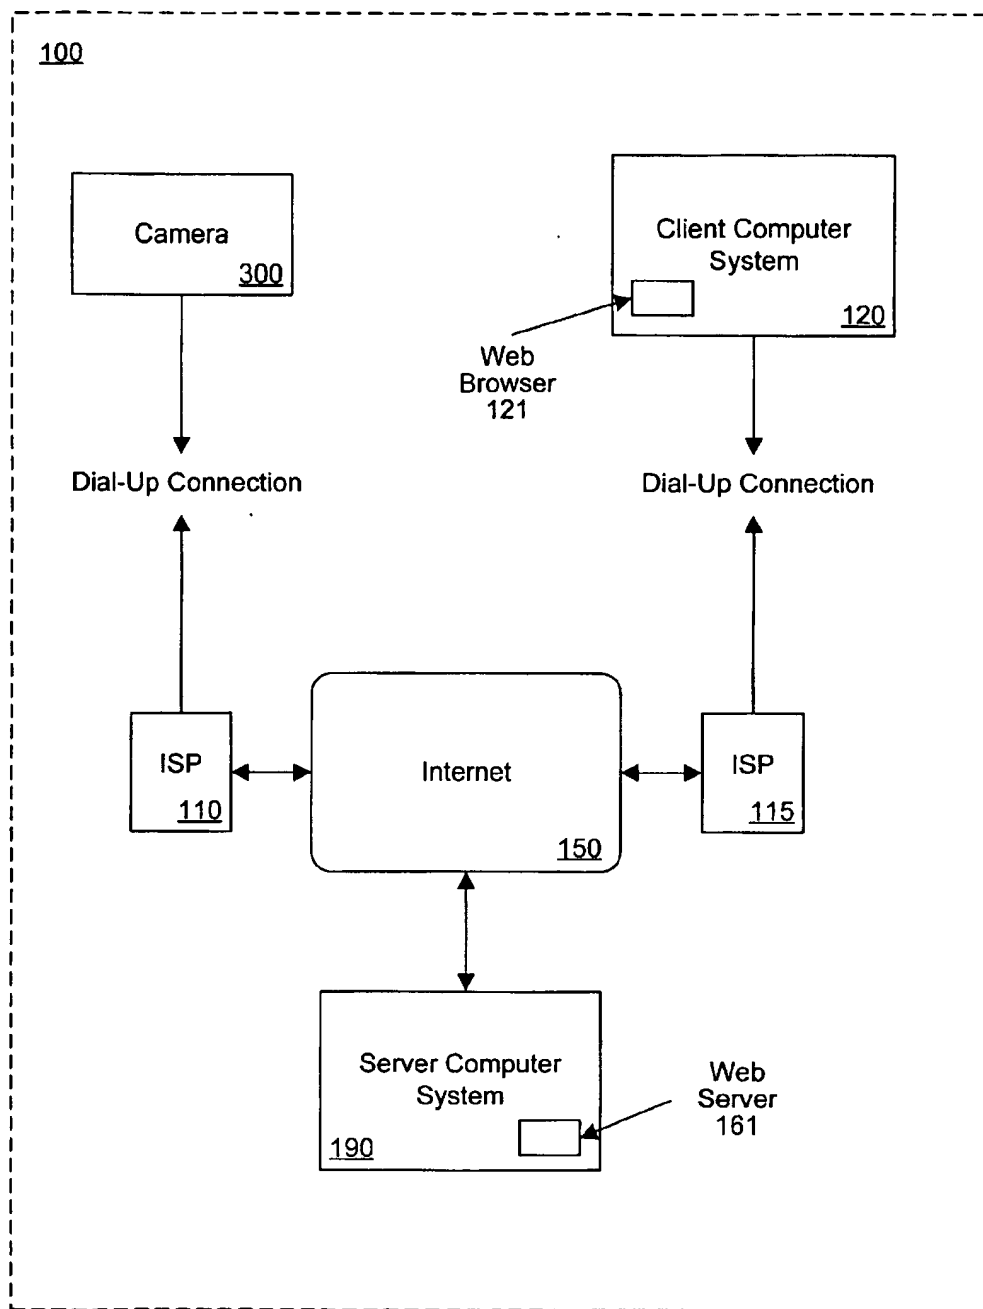 100
Camera
300
Client Computer
System
120
Web
Browser
121
Dial-Up Connection
Dial-Up Connection
ISP
110
Internet
150
ISP
115
Server Computer
System
190
Web
Server
161